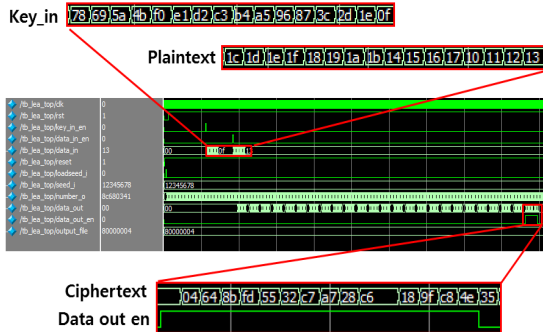 Key_in 78 69 5a 4b f0 e1 d2 c3 b4 a5 96 87 3c 2d 1e 0f
Plaintext 1c 1d 1e 1f 18 19 1a 1b 14 15 16 17 10 11 12 13
/tb_lea_top/clk 0
/tb_lea_top/rst 1
/tb_lea_top/key_in_en 0
/tb_lea_top/data_in_en 0
/tb_lea_top/data_in 13 00 0f
/tb_lea_top/reset 1
/tb_lea_top/loadseed_i 0
/tb_lea_top/seed_i 12345678 12345678
/tb_lea_top/number_o 8c680341
/tb_lea_top/data_out 00 00
/tb_lea_top/data_out_en 0
/tb_lea_top/output_file 80000004 80000004
Ciphertext 04 64 8b fd 55 32 c7 a7 28 c6 18 9f c8 4e 35
Data out en